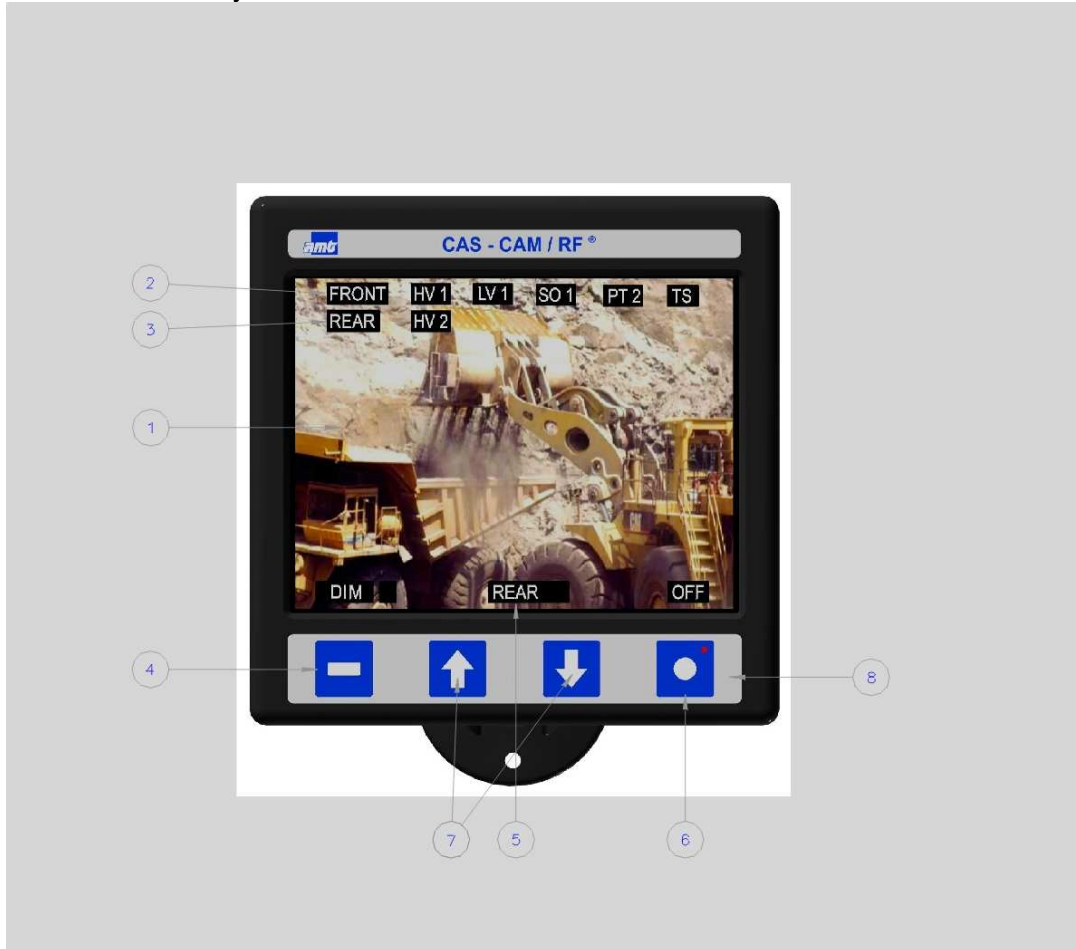 amt CAS - CAM / RF ®
2 FRONT HV 1 LV 1 SO 1 PT 2 TS
3 REAR HV 2
1
CAT
DIM REAR OFF
4 8
7 5 6